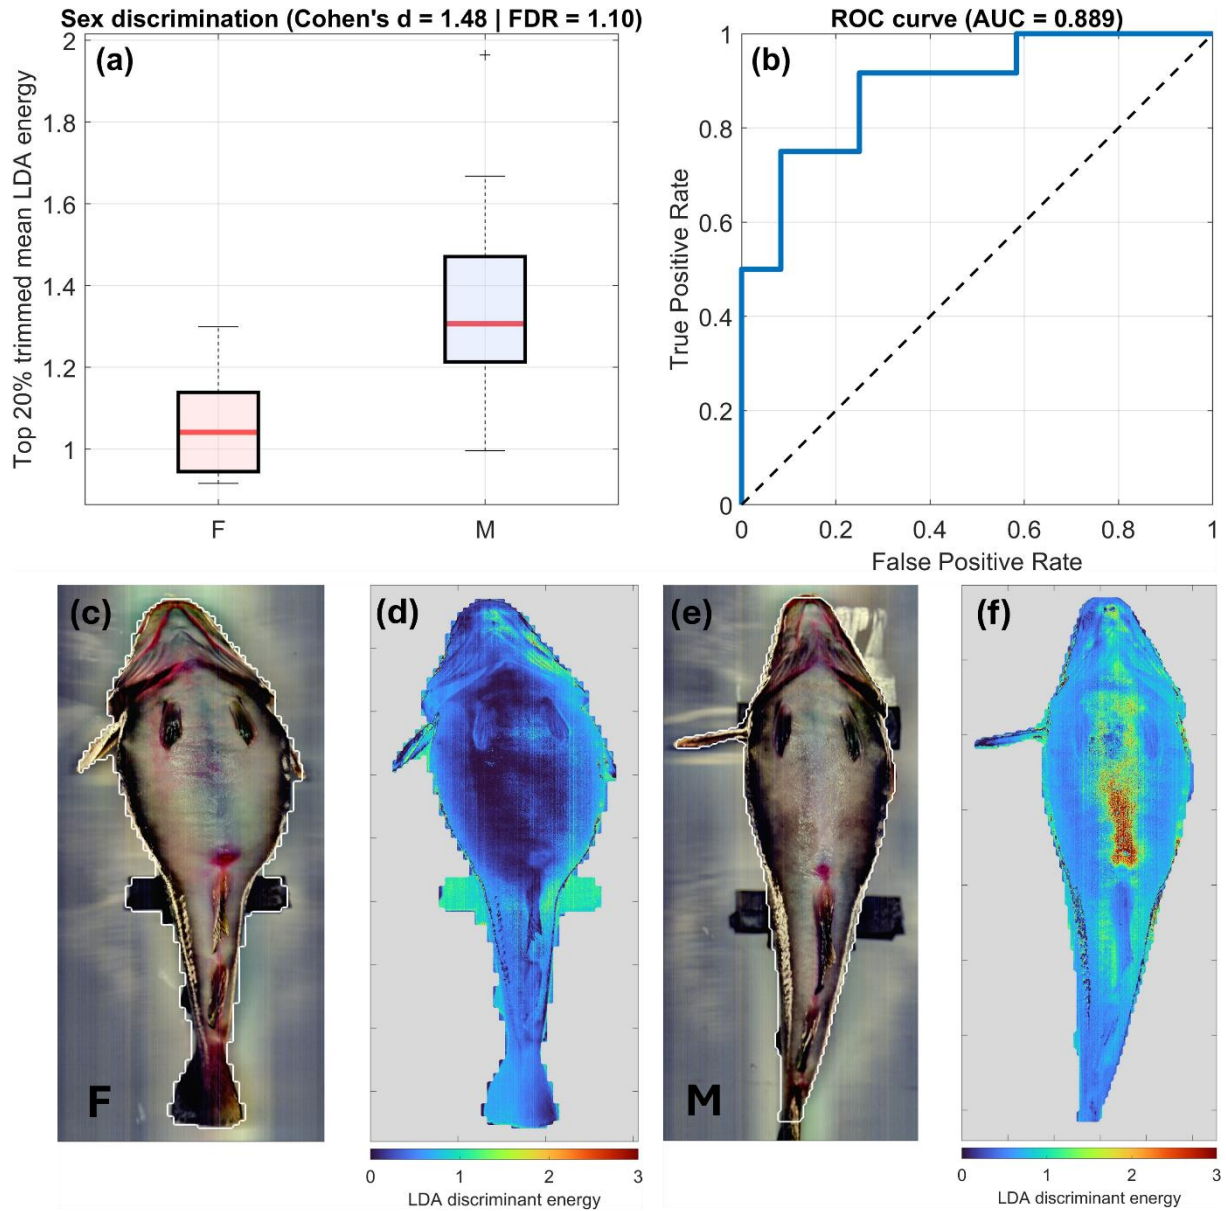 Sex discrimination (Cohen's d = 1.48 | FDR = 1.10)
(a)
Top 20% trimmed mean LDA energy
2
1.8
1.6
1.4
1.2
1
F
M
ROC curve (AUC = 0.889)
(b)
True Positive Rate
1
0.8
0.6
0.4
0.2
0
0 0.2 0.4 0.6 0.8 1
False Positive Rate
(c)
F
(d)
0 1 2 3
LDA discriminant energy
(e)
M
(f)
0 1 2 3
LDA discriminant energy